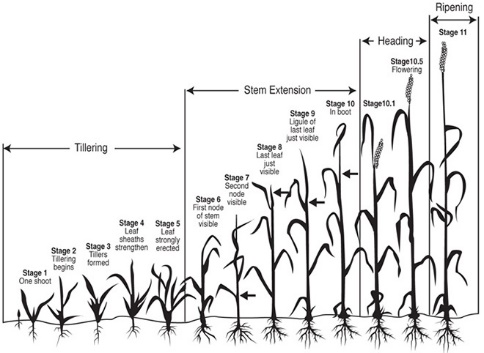 Ripening
Stage 11
Heading
Stage10.5
Flowering
Stem Extension
Stage 10
In boot
Stage10.1
Stage 9
Ligule of
last leaf
just visible
Tillering
Stage 8
Last leaf
just
visible
Stage 7
Second
node
visible
Stage 6
First node
of stem
visible
Stage 5
Leaf
strongly
erected
Stage 4
Leaf
sheaths
strengthen
Stage 3
Tillers
formed
Stage 2
Tillering
begins
Stage 1
One shoot